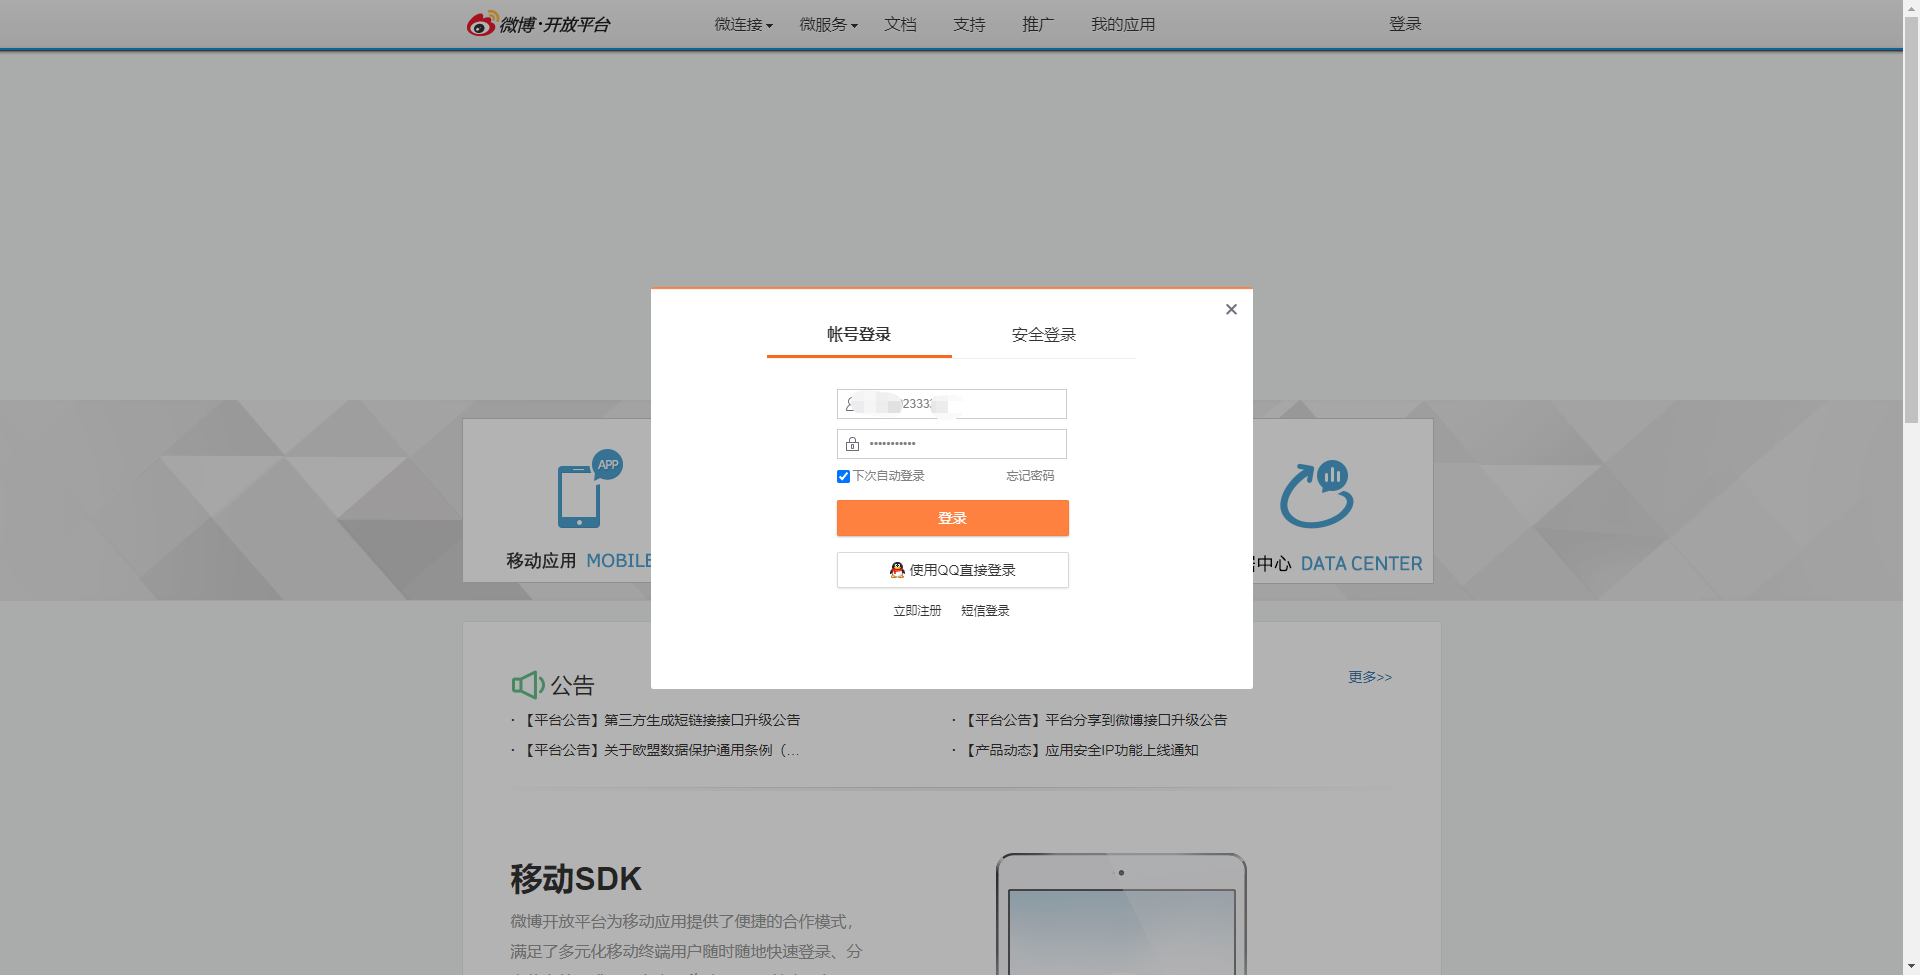 微博·开放平台 微连接 微服务 文档 支持 推广 我的应用 登录
帐号登录 安全登录
2333
•••••••••••
下次自动登录 忘记密码
登录
使用QQ直接登录
立即注册 短信登录
APP
移动应用 MOBILE
中心 DATA CENTER
公告 更多>>
· 【平台公告】第三方生成短链接接口升级公告
· 【平台公告】平台分享到微博接口升级公告
· 【平台公告】关于欧盟数据保护通用条例（...
· 【产品动态】应用安全IP功能上线通知
移动SDK
微博开放平台为移动应用提供了便捷的合作模式，
满足了多元化移动终端用户随时随地快速登录、分